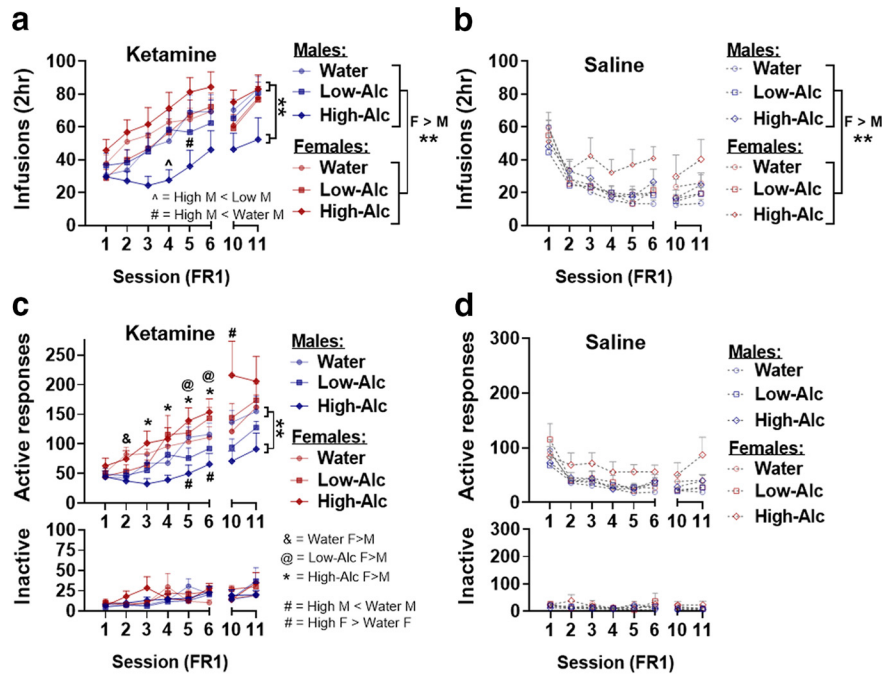 a
Ketamine
Infusions (2hr)
100
80
60
40
20
0
^
#
^ = High M < Low M
# = High M < Water M
1 2 3 4 5 6 10 11
Session (FR1)
**
Males:
Water
Low-Alc
High-Alc
Females:
Water
Low-Alc
High-Alc
F > M
**
b
Saline
Infusions (2hr)
100
80
60
40
20
0
1 2 3 4 5 6 10 11
Session (FR1)
Males:
Water
Low-Alc
High-Alc
Females:
Water
Low-Alc
High-Alc
F > M
**
c
Ketamine
Active responses
250
200
150
100
50
0
&
*
*
@
*
@
*
#
#
#
**
1 2 3 4 5 6 10 11
Males:
Water
Low-Alc
High-Alc
Females:
Water
Low-Alc
High-Alc
Inactive
100
75
50
25
0
1 2 3 4 5 6 10 11
Session (FR1)
& = Water F>M
@ = Low-Alc F>M
* = High-Alc F>M
# = High M < Water M
# = High F > Water F
d
Saline
Active responses
300
200
100
0
1 2 3 4 5 6 10 11
Males:
Water
Low-Alc
High-Alc
Females:
Water
Low-Alc
High-Alc
Inactive
300
200
100
0
1 2 3 4 5 6 10 11
Session (FR1)